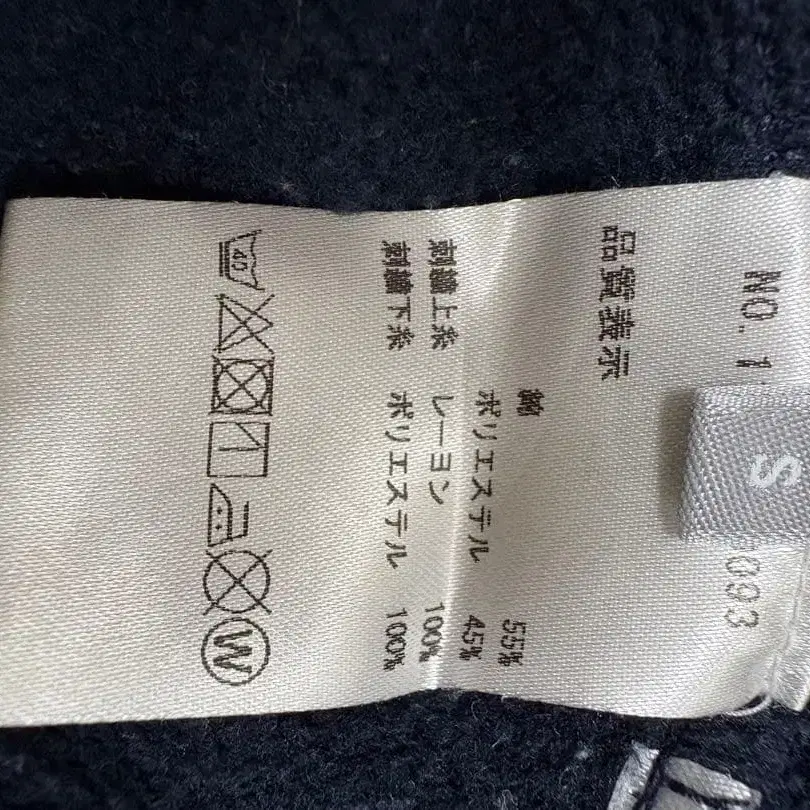 NO. 1 093
S
品質表示
綿 55%
ポリエステル 45%
刺繍上糸 レーヨン 100%
刺繍下糸 ポリエステル 100%
40 W